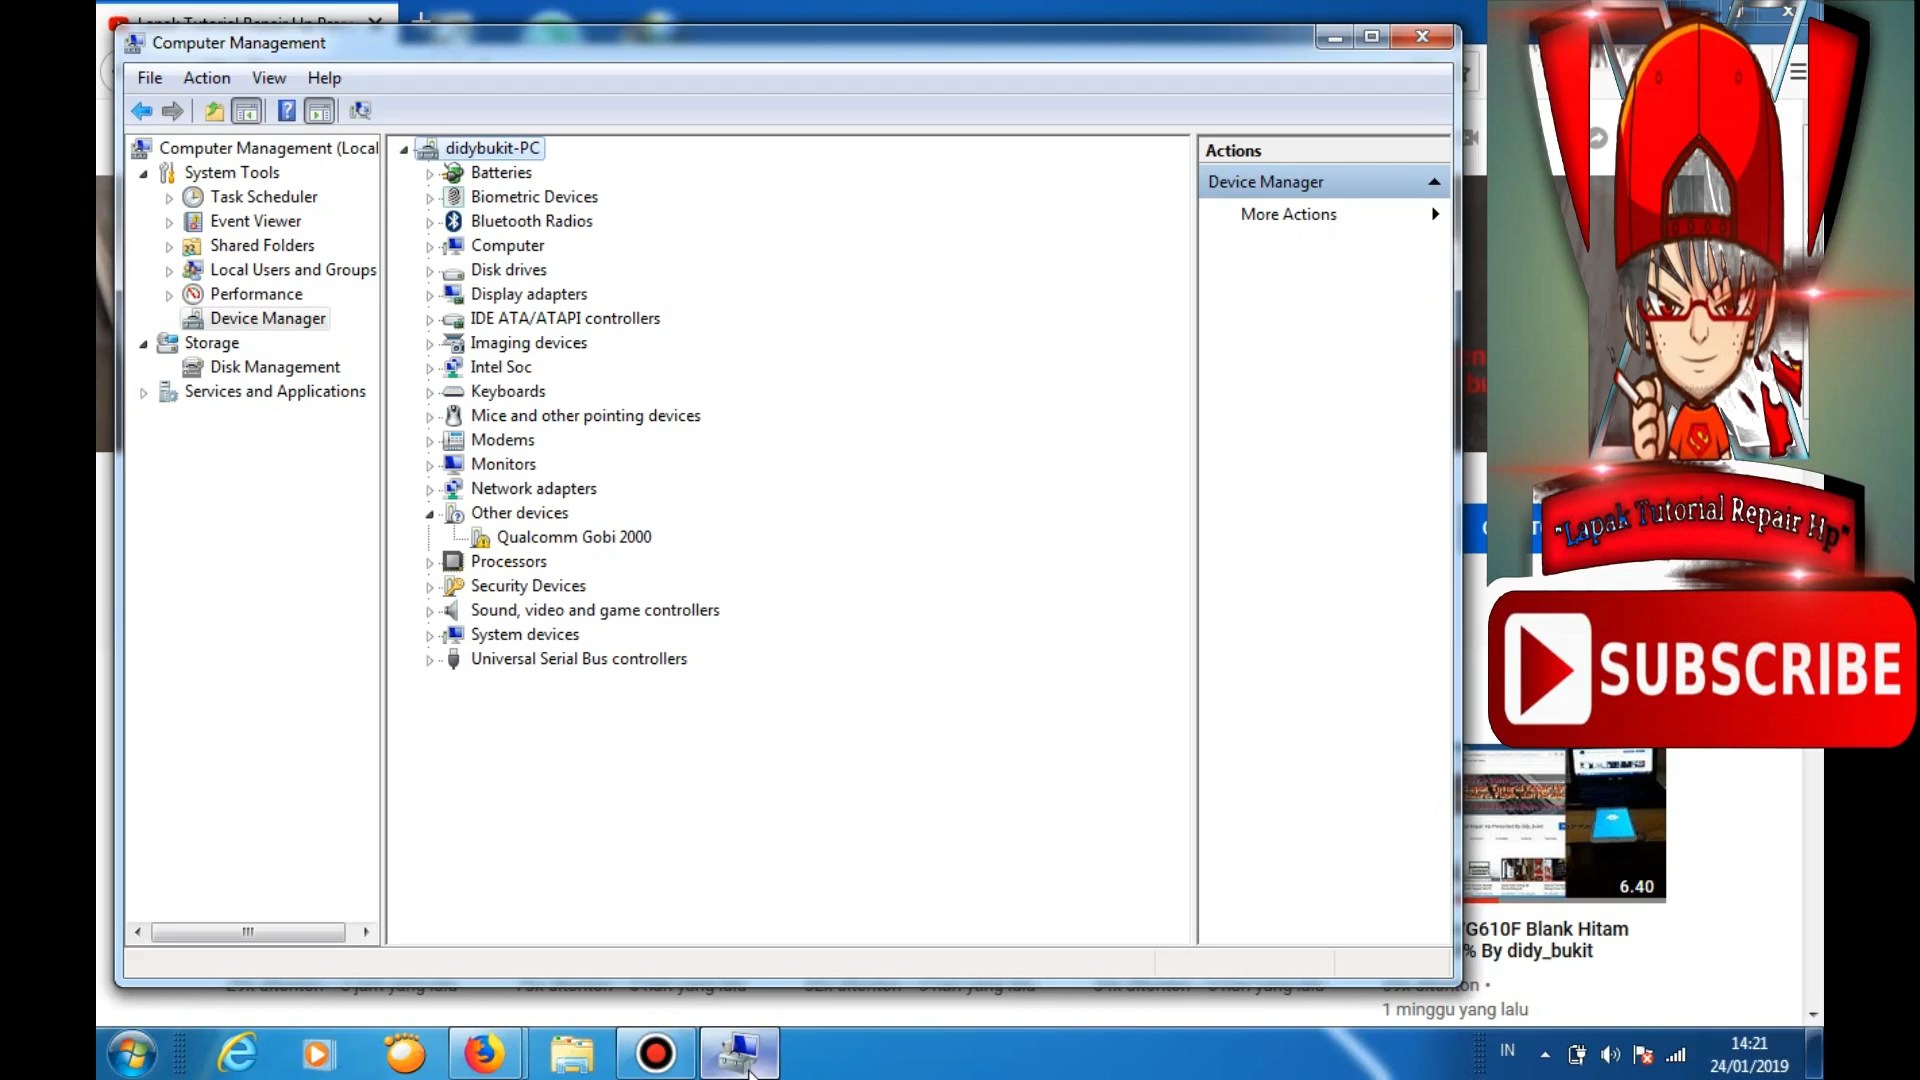 Computer Management
File Action View Help
Computer Management (Local
System Tools
Task Scheduler
Event Viewer
Shared Folders
Local Users and Groups
Performance
Device Manager
Storage
Disk Management
Services and Applications
didybukit-PC
Batteries
Biometric Devices
Bluetooth Radios
Computer
Disk drives
Display adapters
IDE ATA/ATAPI controllers
Imaging devices
Intel Soc
Keyboards
Mice and other pointing devices
Modems
Monitors
Network adapters
Other devices
Qualcomm Gobi 2000
Processors
Security Devices
Sound, video and game controllers
System devices
Universal Serial Bus controllers
Actions
Device Manager
More Actions
"Lapak Tutorial Repair Hp"
SUBSCRIBE
6.40
G610F Blank Hitam
% By didy_bukit
1 minggu yang lalu
IN
14:21
24/01/2019